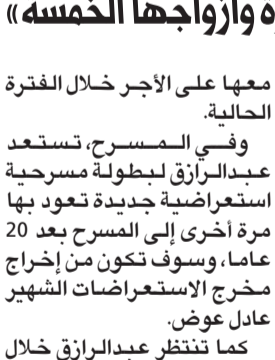 ة وأزواجها الخمسة»
معها على الأجر خلال الفترة
الحالية.
وفي المسرح، تستعد
عبدالرازق لبطولة مسرحية
استعراضية جديدة تعود بها
مرة أخرى إلى المسرح بعد 20
عاما، وسوف تكون من إخراج
مخرج الاستعراضات الشهير
عادل عوض.
كما تنتظر عبدالرازق خلال